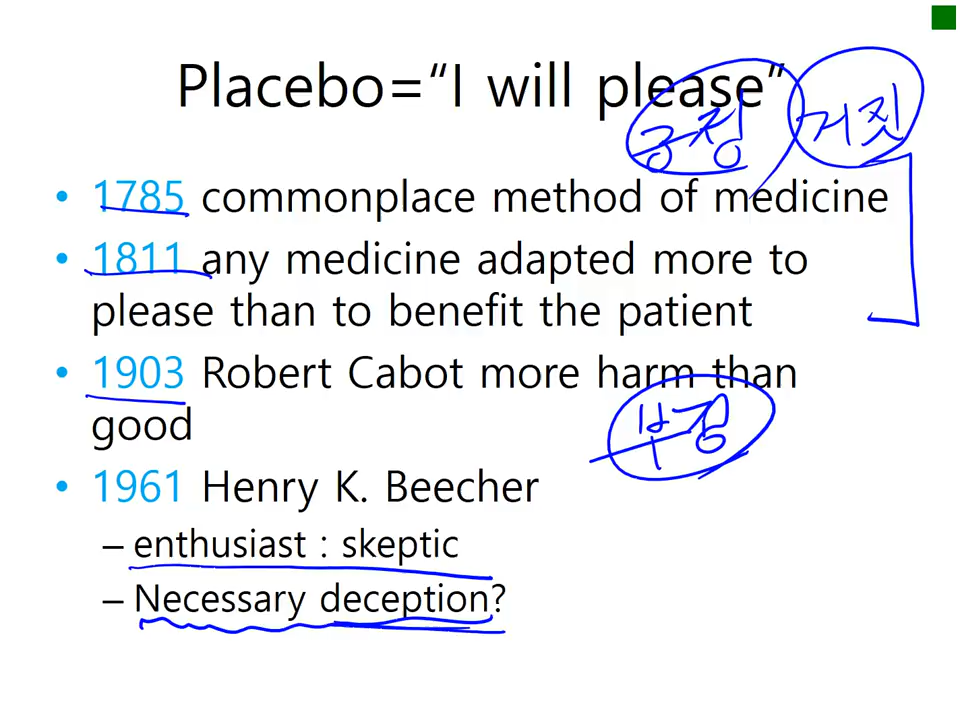 Placebo=“I will please”
긍정 거짓
• 1785 commonplace method of medicine
• 1811 any medicine adapted more to
please than to benefit the patient
• 1903 Robert Cabot more harm than
good
부정
• 1961 Henry K. Beecher
– enthusiast : skeptic
– Necessary deception?